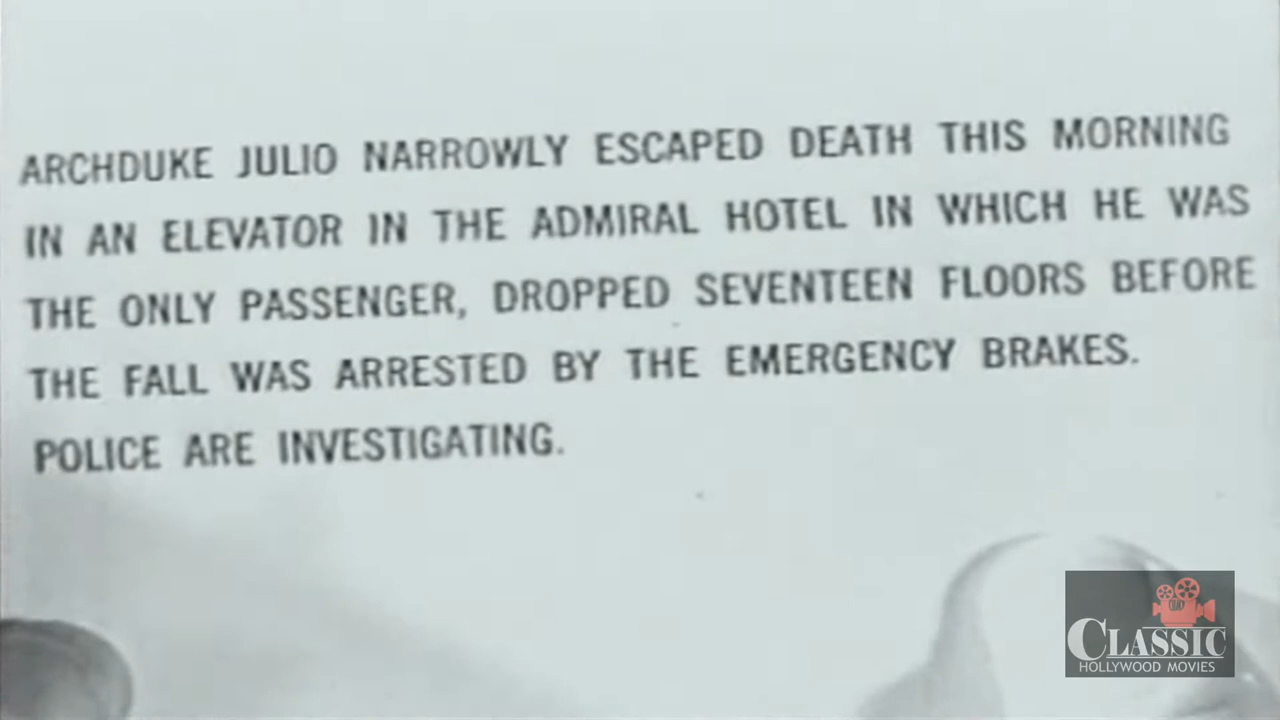 ARCHDUKE JULIO NARROWLY ESCAPED DEATH THIS MORNING
IN AN ELEVATOR IN THE ADMIRAL HOTEL IN WHICH HE WAS
THE ONLY PASSENGER, DROPPED SEVENTEEN FLOORS BEFORE
THE FALL WAS ARRESTED BY THE EMERGENCY BRAKES.
POLICE ARE INVESTIGATING.
CLASSIC
HOLLYWOOD MOVIES